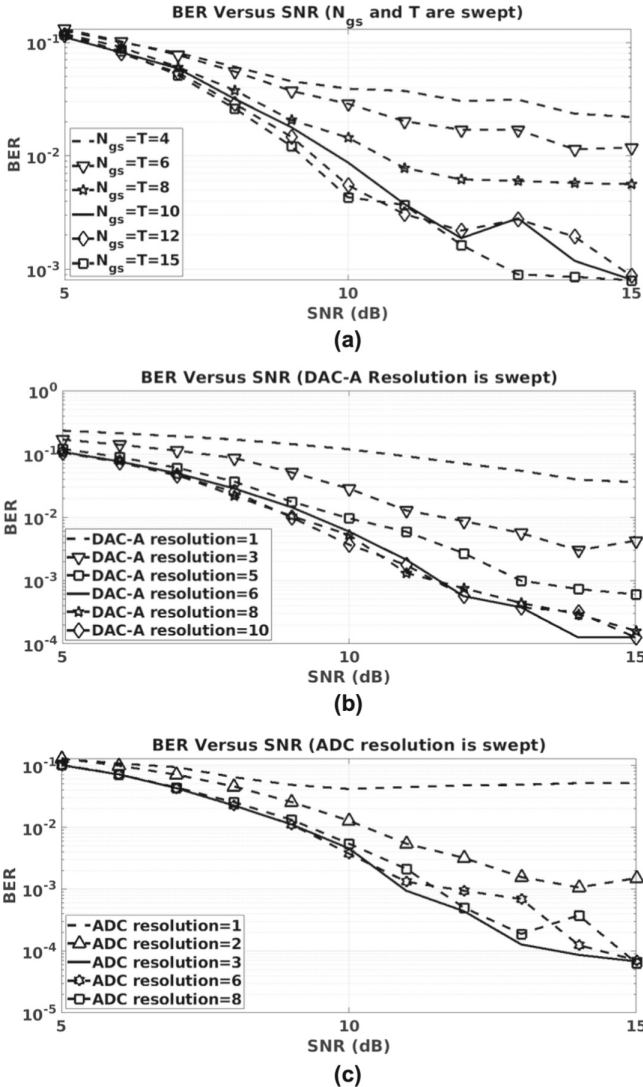 BER Versus SNR (N_gs and T are swept)
10^-1
10^-2
10^-3
BER
N_gs=T=4
N_gs=T=6
N_gs=T=8
N_gs=T=10
N_gs=T=12
N_gs=T=15
5
10
15
SNR (dB)
(a)
BER Versus SNR (DAC-A Resolution is swept)
10^0
10^-1
10^-2
10^-3
10^-4
BER
DAC-A resolution=1
DAC-A resolution=3
DAC-A resolution=5
DAC-A resolution=6
DAC-A resolution=8
DAC-A resolution=10
5
10
15
SNR (dB)
(b)
BER Versus SNR (ADC resolution is swept)
10^-1
10^-2
10^-3
10^-4
10^-5
BER
ADC resolution=1
ADC resolution=2
ADC resolution=3
ADC resolution=6
ADC resolution=8
5
10
15
SNR (dB)
(c)